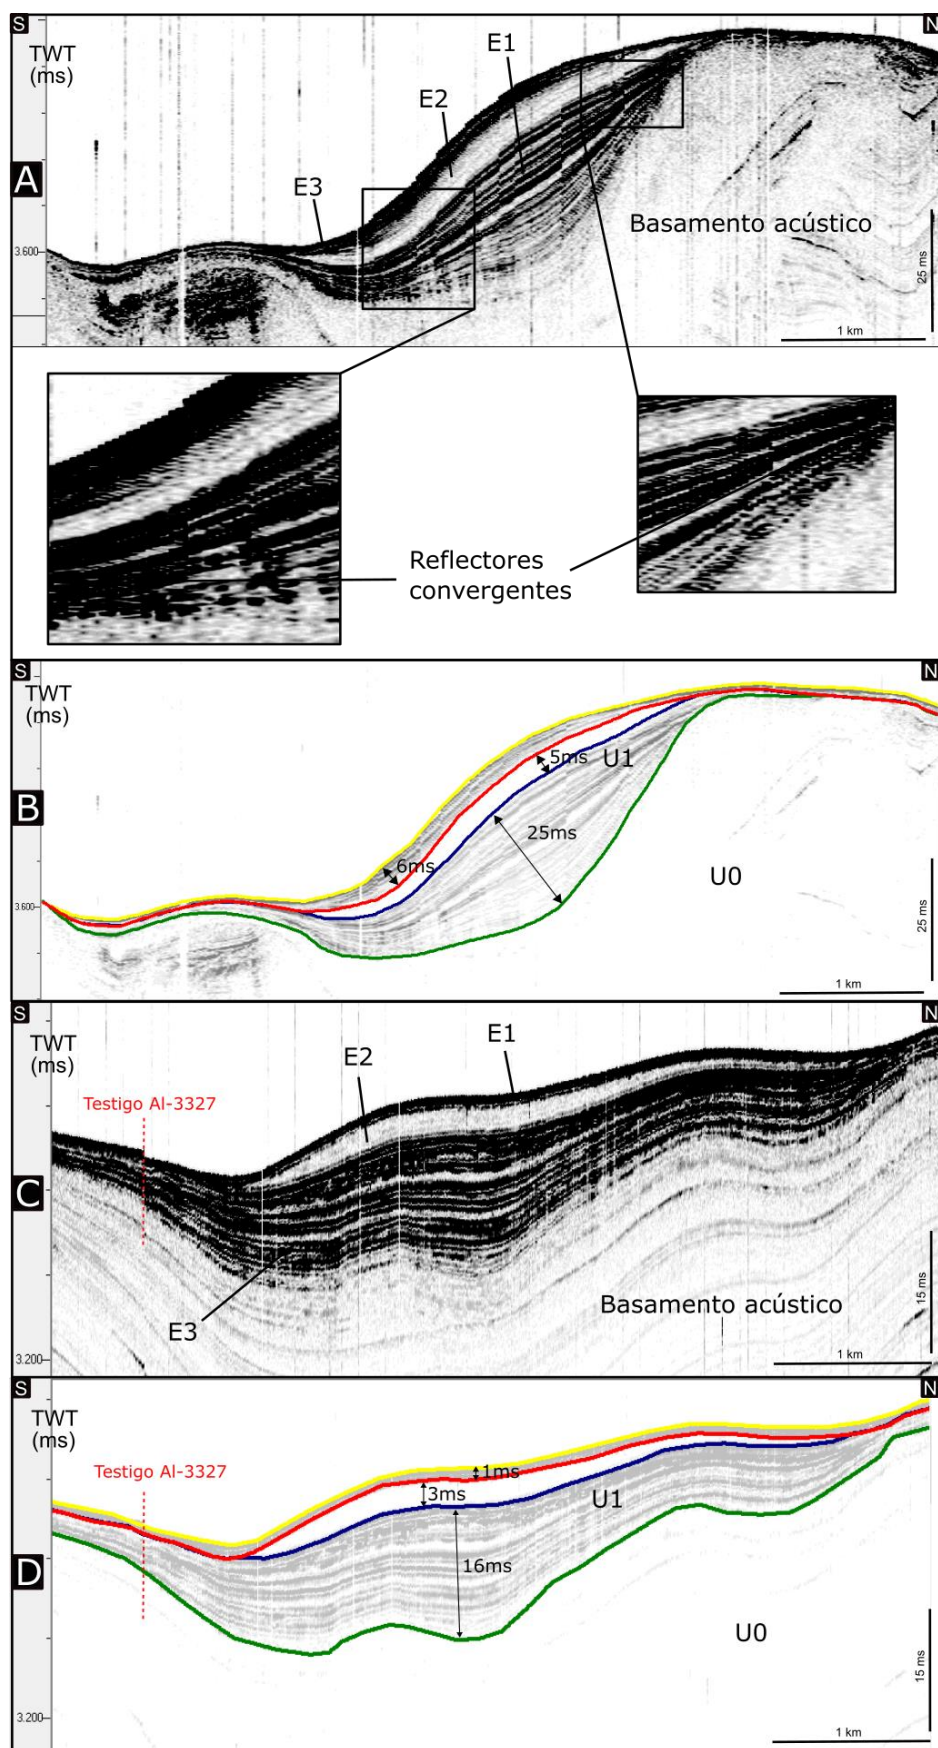 S
N
TWT
(ms)
E1
E2
E3
A
3.600
Basamento acústico
25 ms
1 km
Reflectores
convergentes
S
N
TWT
(ms)
5ms
U1
B
25ms
6ms
U0
3.600
25 ms
1 km
S
N
TWT
(ms)
E1
E2
Testigo Al-3327
C
E3
Basamento acústico
15 ms
3.200
1 km
S
N
TWT
(ms)
Testigo Al-3327
1ms
3ms
U1
D
16ms
U0
15 ms
3.200
1 km